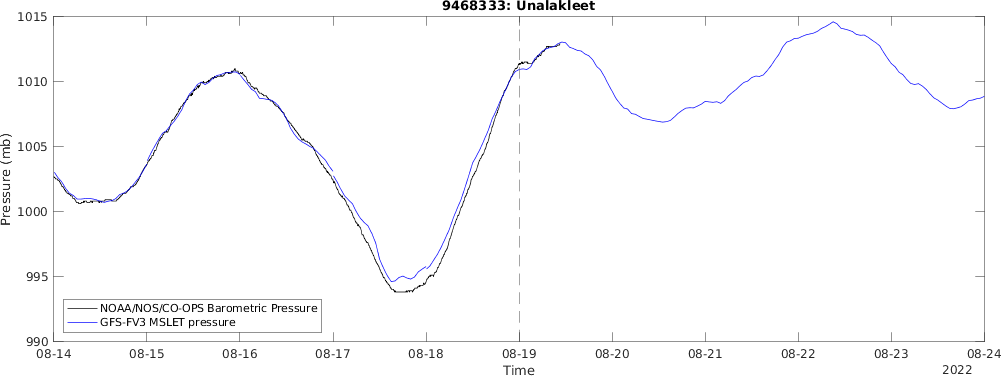 9468333: Unalakleet
1015
1010
1005
1000
995
990
Pressure (mb)
NOAA/NOS/CO-OPS Barometric Pressure
GFS-FV3 MSLET pressure
08-14 08-15 08-16 08-17 08-18 08-19 08-20 08-21 08-22 08-23 08-24
Time
2022